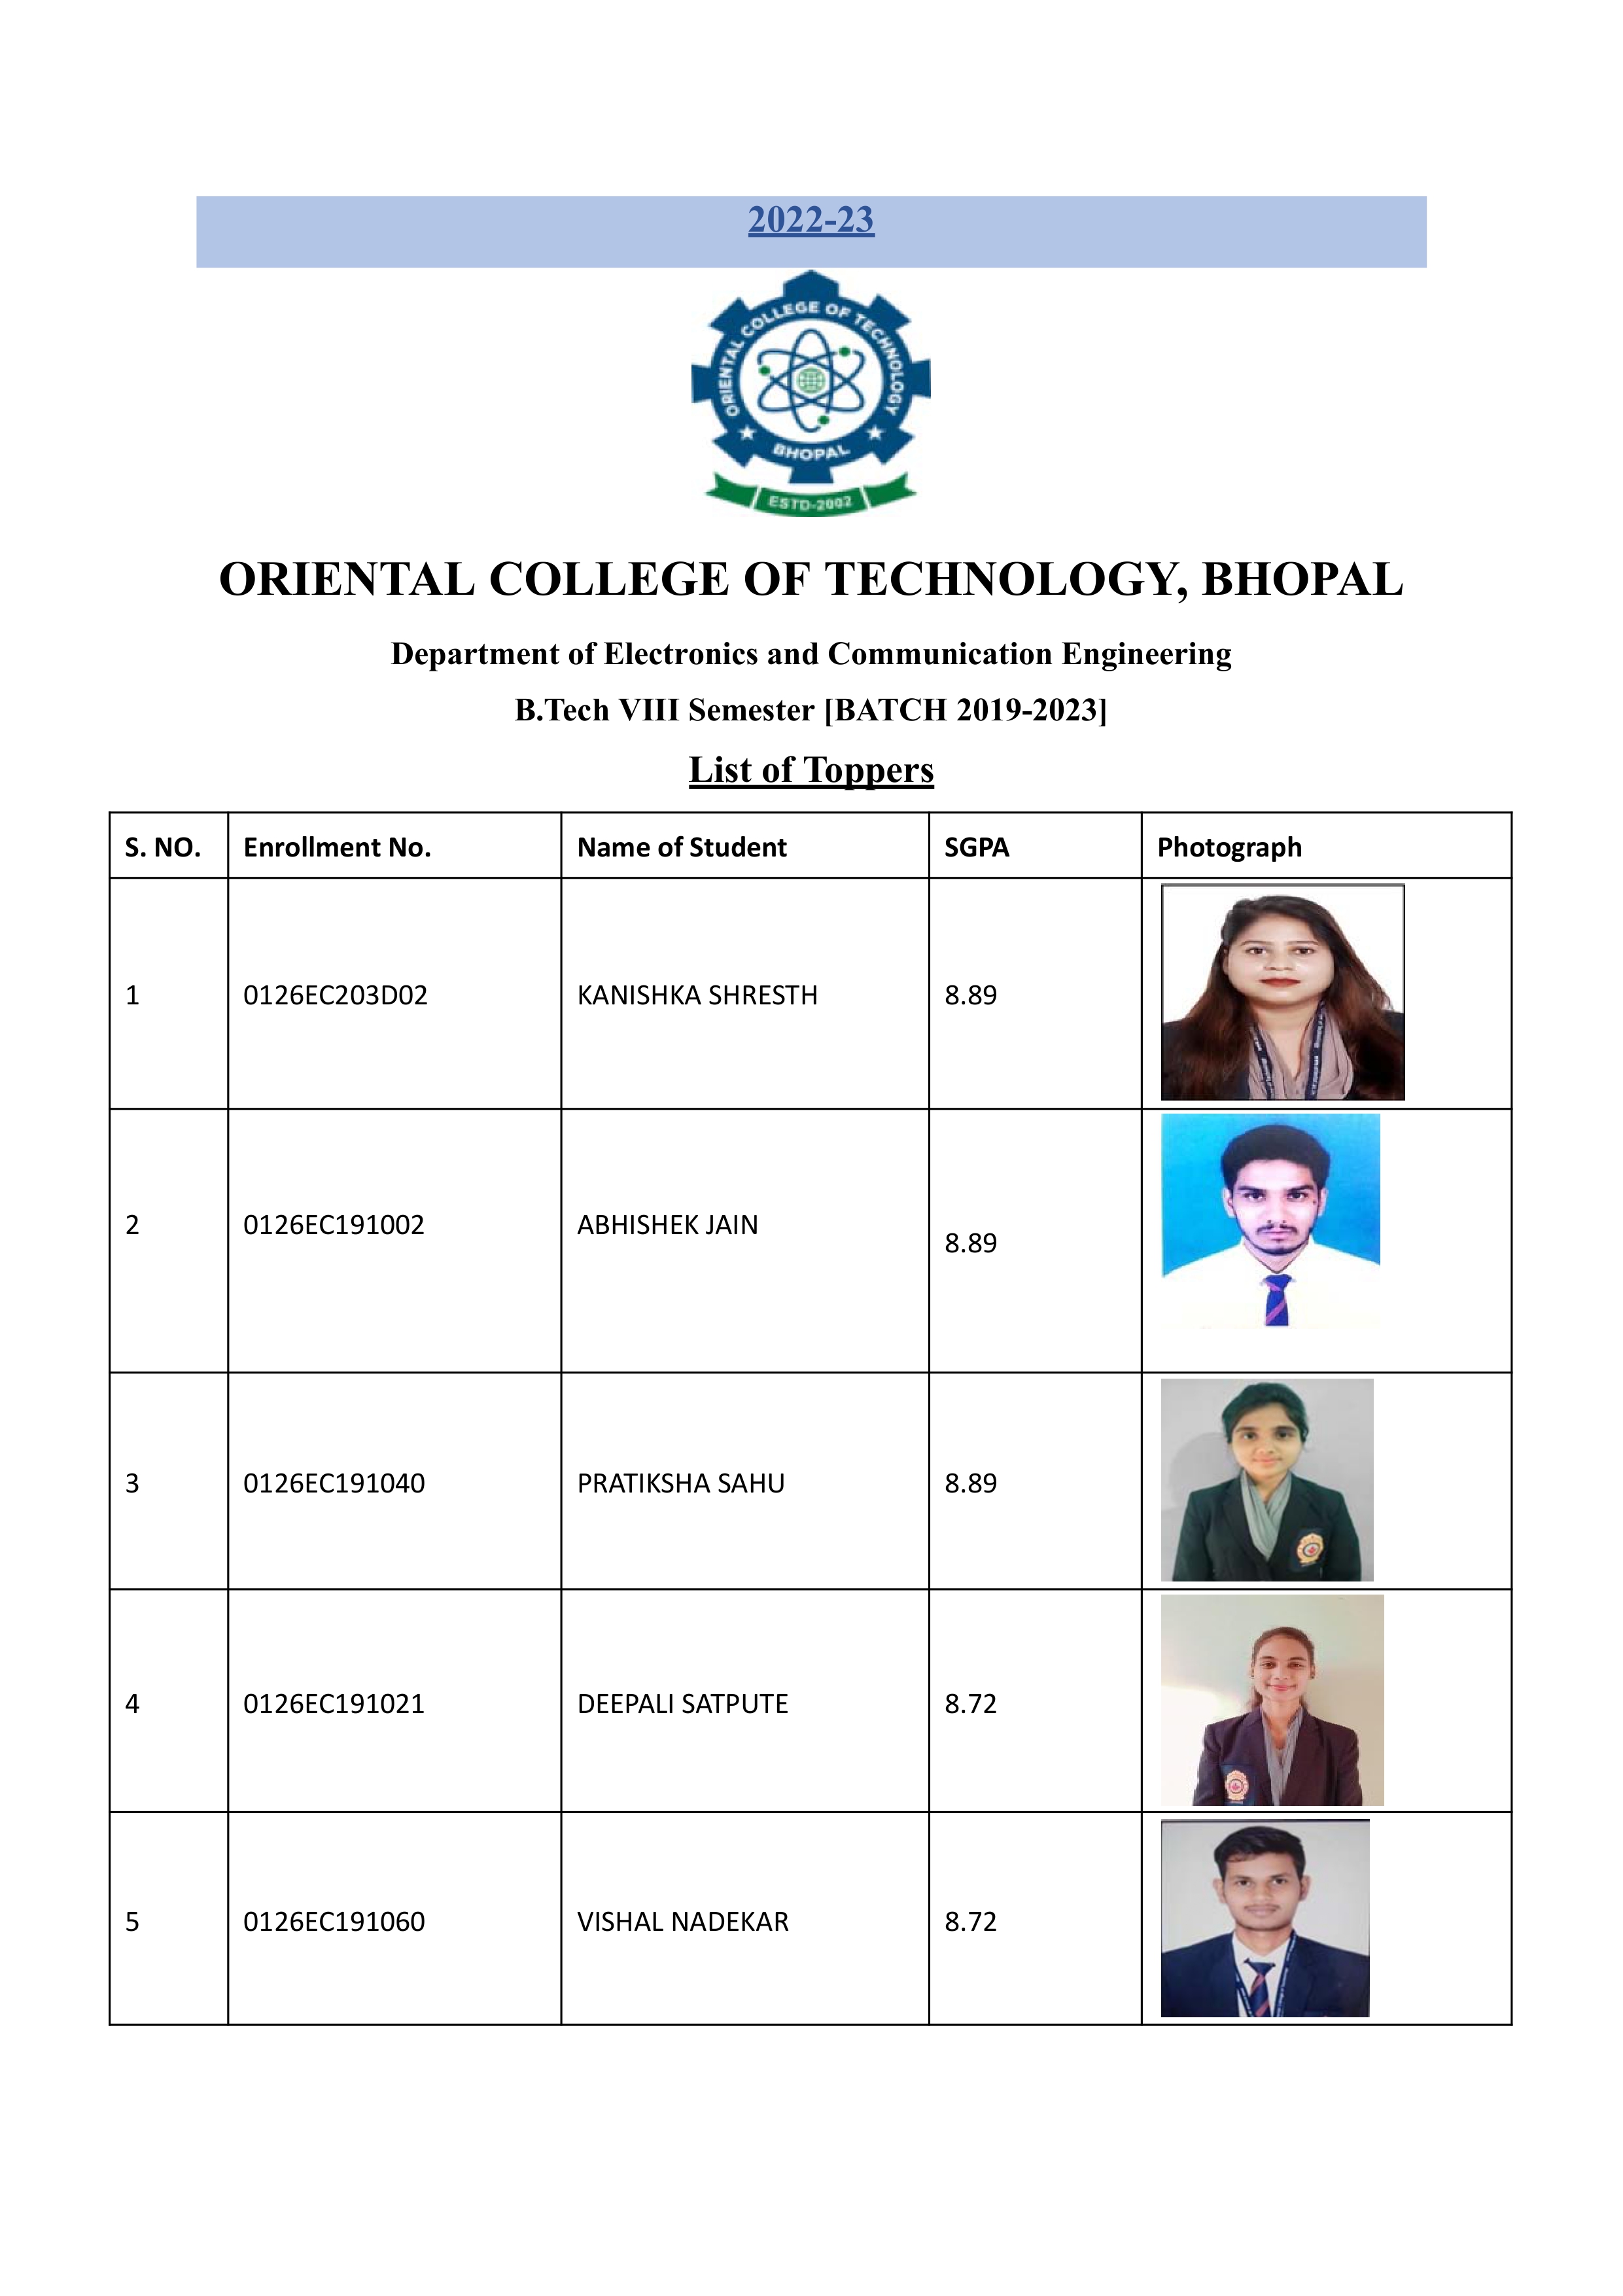 2022-23
ORIENTAL COLLEGE OF TECHNOLOGY
BHOPAL
ESTD-2002
ORIENTAL COLLEGE OF TECHNOLOGY, BHOPAL
Department of Electronics and Communication Engineering
B.Tech VIII Semester [BATCH 2019-2023]
List of Toppers
S. NO. Enrollment No. Name of Student SGPA Photograph
1 0126EC203D02 KANISHKA SHRESTH 8.89
2 0126EC191002 ABHISHEK JAIN 8.89
3 0126EC191040 PRATIKSHA SAHU 8.89
4 0126EC191021 DEEPALI SATPUTE 8.72
5 0126EC191060 VISHAL NADEKAR 8.72